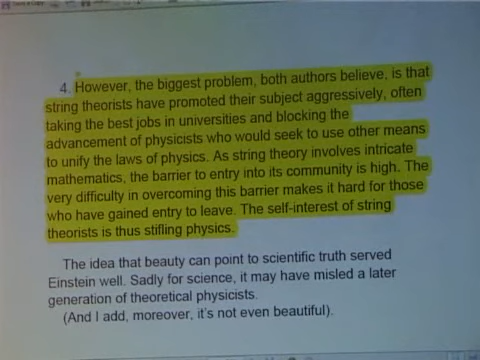 4. However, the biggest problem, both authors believe, is that
string theorists have promoted their subject aggressively, often
taking the best jobs in universities and blocking the
advancement of physicists who would seek to use other means
to unify the laws of physics. As string theory involves intricate
mathematics, the barrier to entry into its community is high. The
very difficulty in overcoming this barrier makes it hard for those
who have gained entry to leave. The self-interest of string
theorists is thus stifling physics.
The idea that beauty can point to scientific truth served
Einstein well. Sadly for science, it may have misled a later
generation of theoretical physicists.
(And I add, moreover, it's not even beautiful).